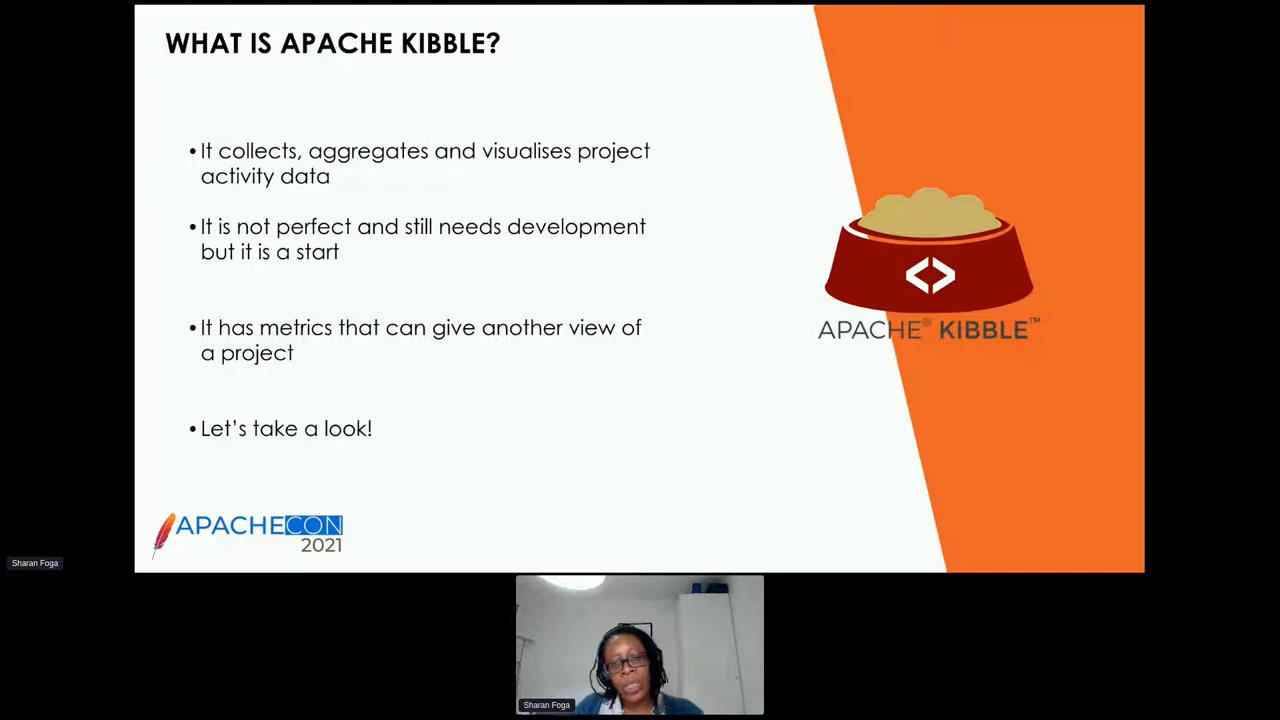 WHAT IS APACHE KIBBLE?
•It collects, aggregates and visualises project
activity data
•It is not perfect and still needs development
but it is a start
•It has metrics that can give another view of
a project
•Let’s take a look!
APACHE® KIBBLE™
APACHECON
2021
Sharan Foga
Sharan Foga